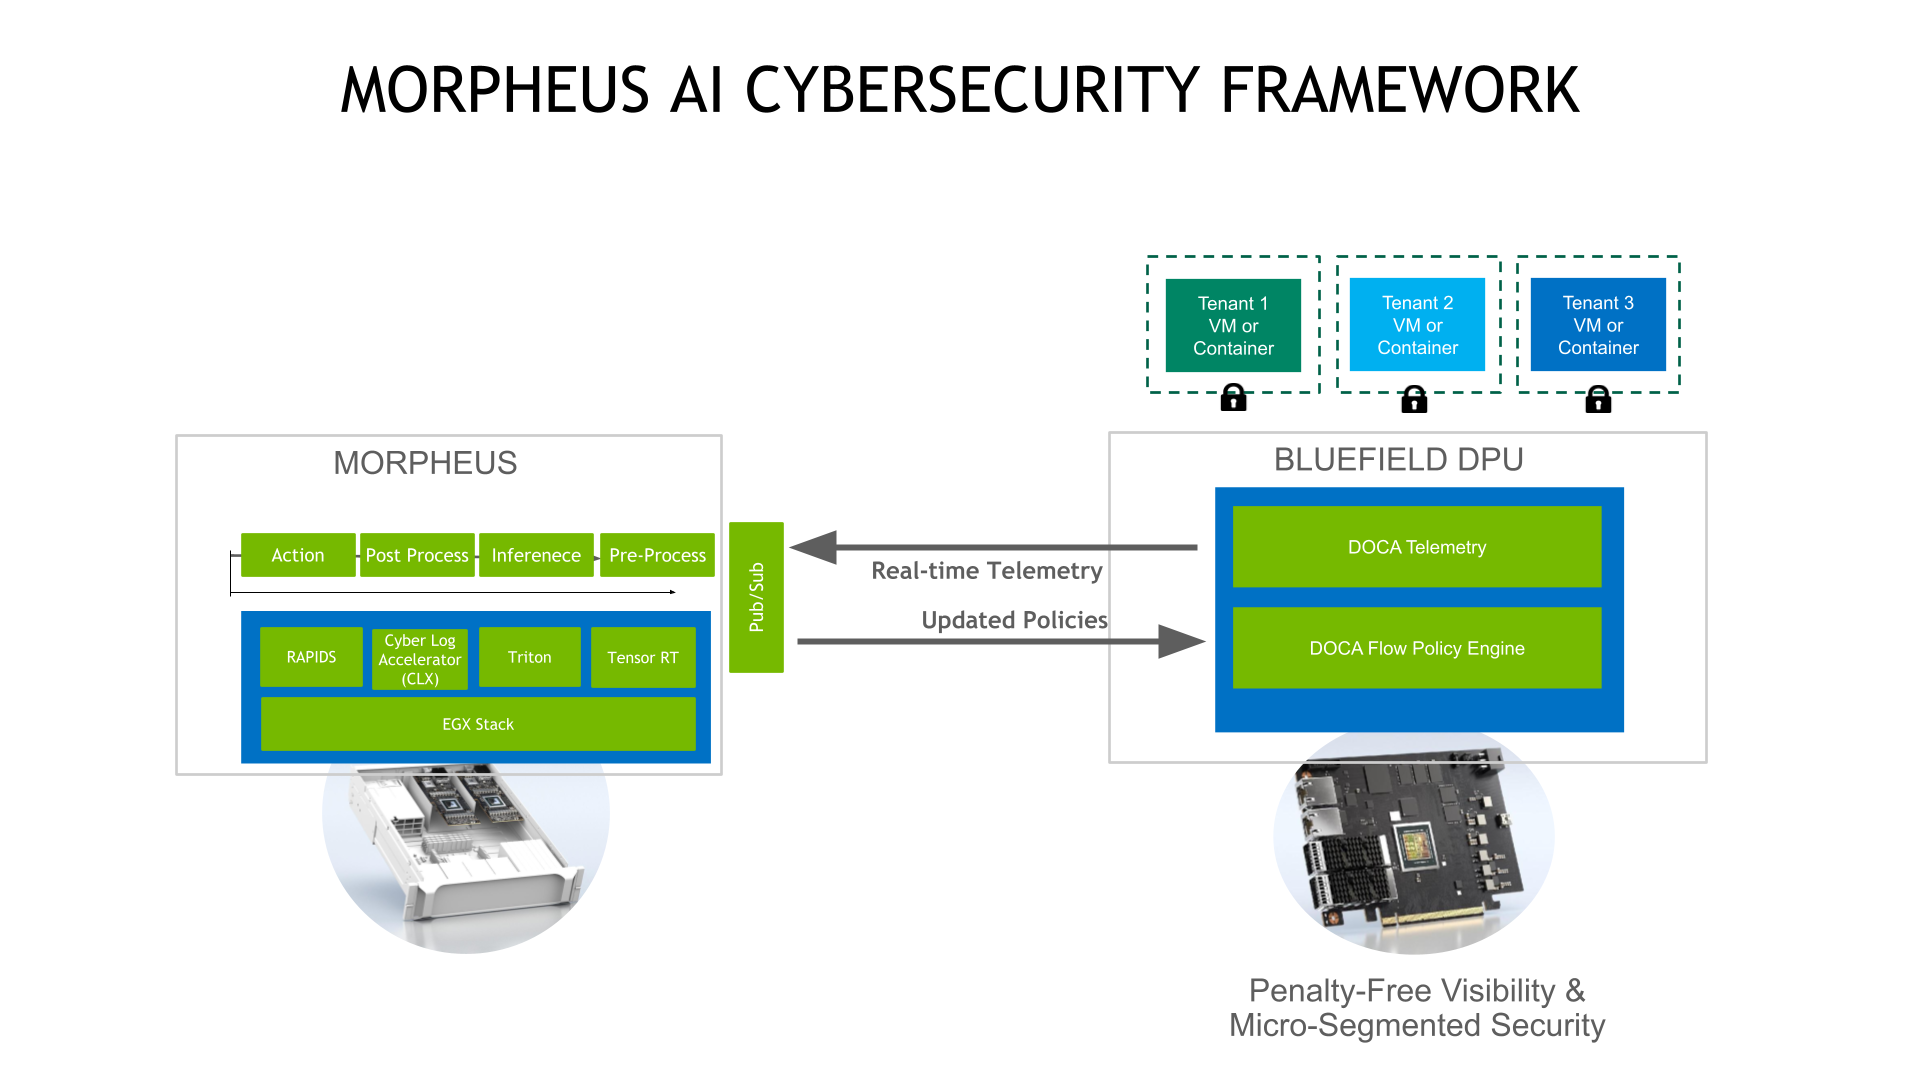 MORPHEUS AI CYBERSECURITY FRAMEWORK
Tenant 1
VM or
Container
Tenant 2
VM or
Container
Tenant 3
VM or
Container
MORPHEUS
Action
Post Process
Inferenece
Pre-Process
RAPIDS
Cyber Log
Accelerator
(CLX)
Triton
Tensor RT
EGX Stack
Pub/Sub
Real-time Telemetry
Updated Policies
BLUEFIELD DPU
DOCA Telemetry
DOCA Flow Policy Engine
Penalty-Free Visibility &
Micro-Segmented Security